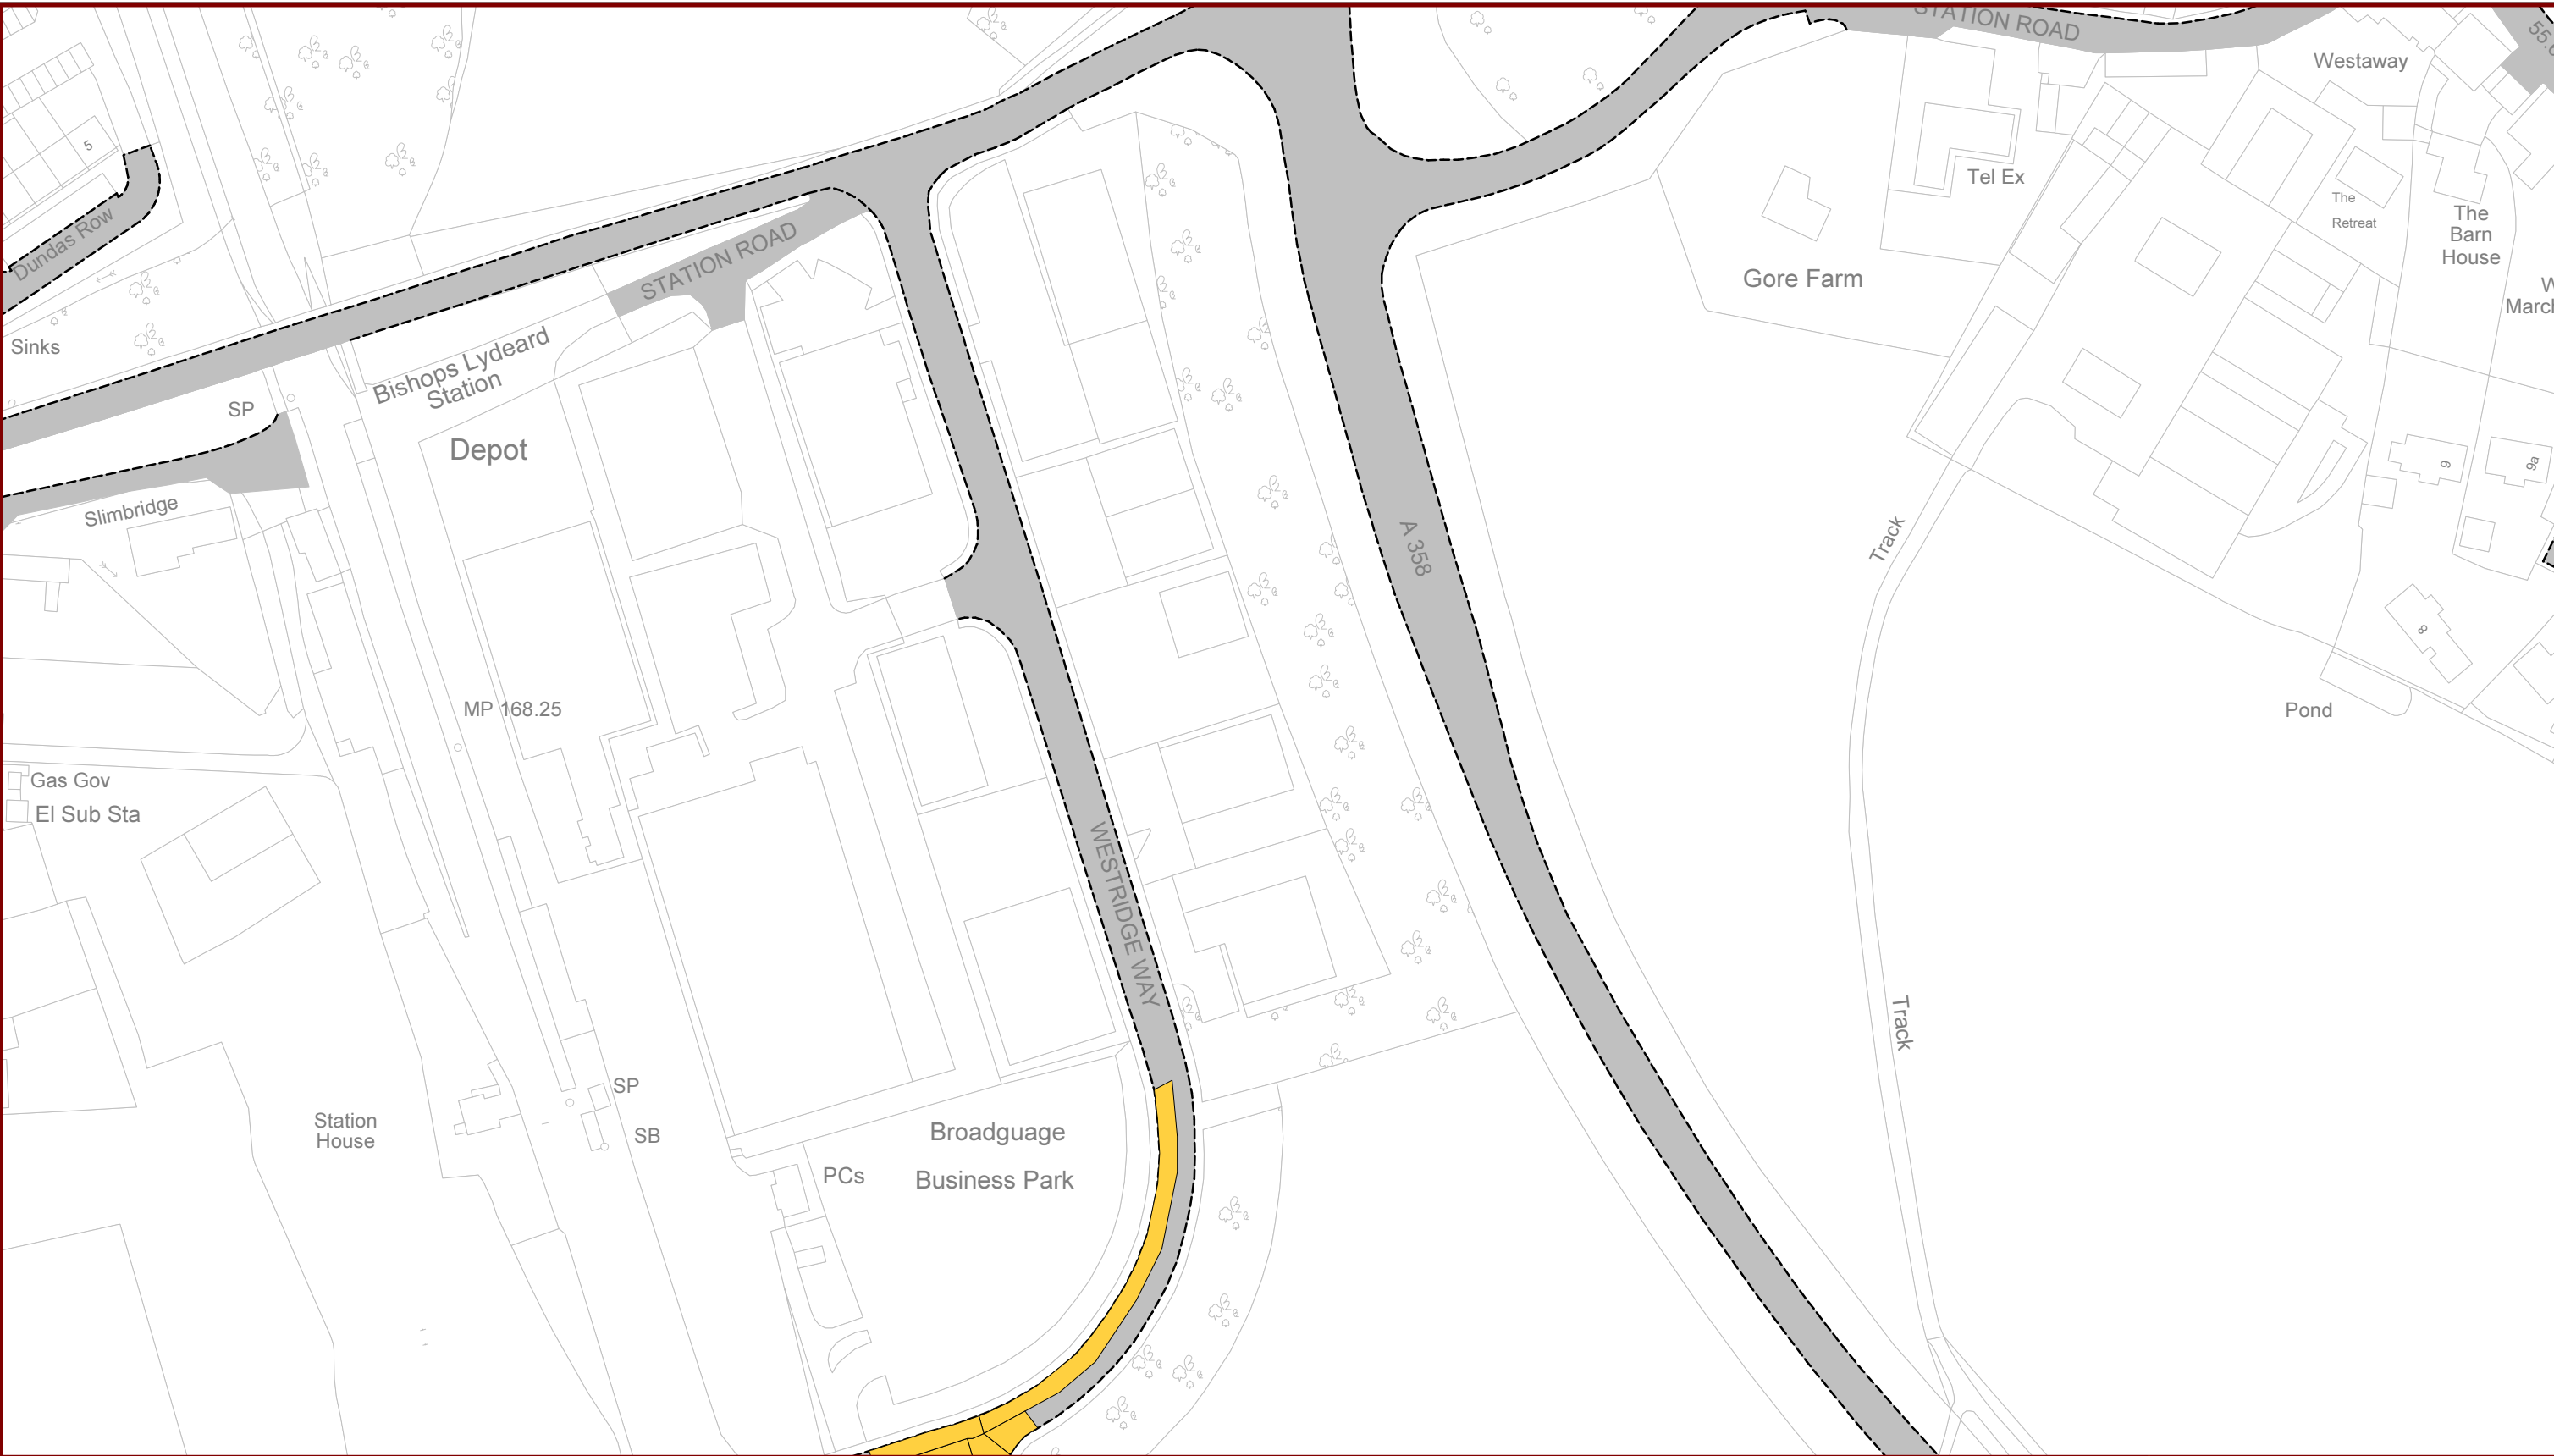 STATION ROAD
55.6
Westaway
5
Tel Ex
The
Retreat
The
Barn
House
Dundas Row
STATION ROAD
Gore Farm
Sinks
Bishops Lydeard
Station
SP
Depot
9
9a
Slimbridge
A 358
Track
8
MP 168.25
Pond
Gas Gov
El Sub Sta
WESTRIDGE WAY
Track
SP
Station
House
SB
Broadguage
Business Park
PCs